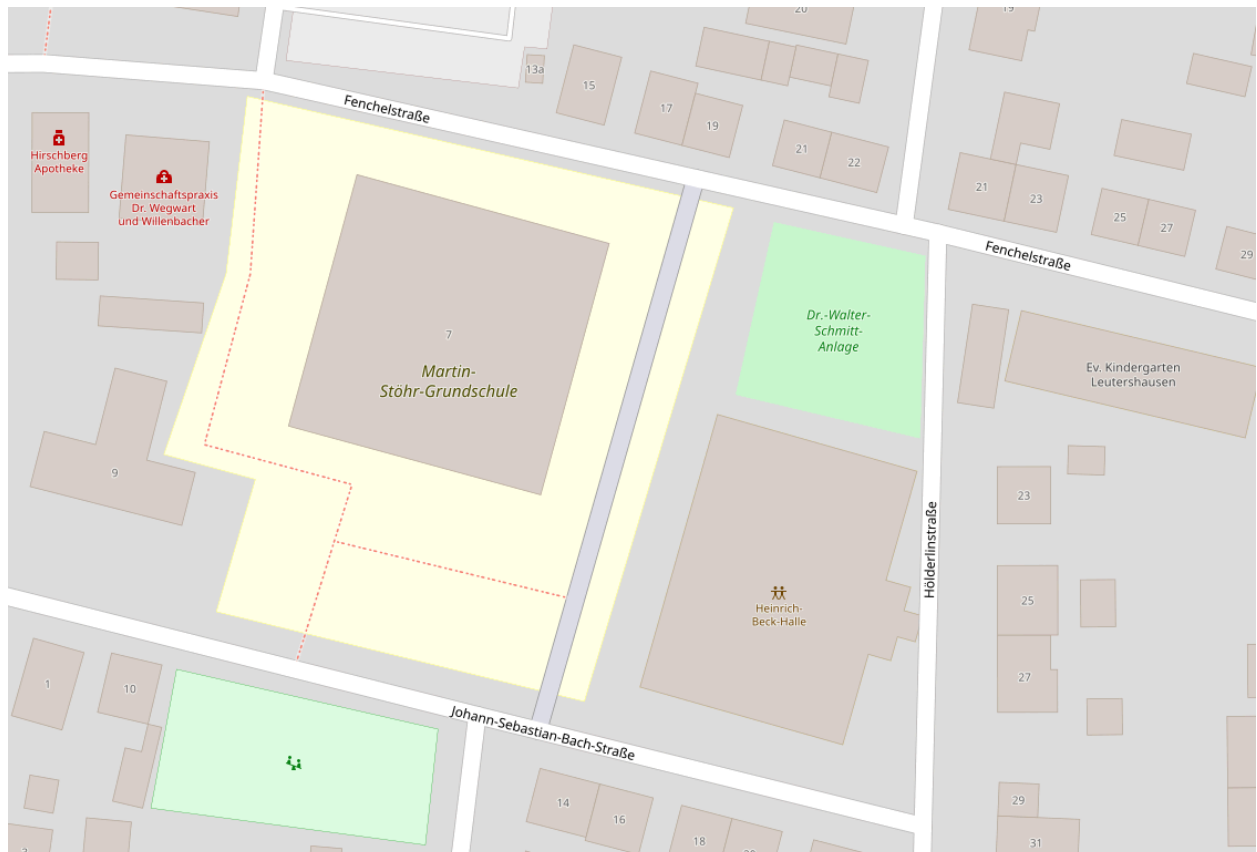 20
19
13a
15
17
19
21
22
Fenchelstraße
Hirschberg
Apotheke
Gemeinschaftspraxis
Dr. Wegwart
und Willenbacher
21
23
25
27
29
Fenchelstraße
7
Martin-
Stöhr-Grundschule
Dr.-Walter-
Schmitt-
Anlage
Ev. Kindergarten
Leutershausen
9
23
Hölderlinstraße
25
Heinrich-
Beck-Halle
27
1
10
Johann-Sebastian-Bach-Straße
14
16
18
29
31